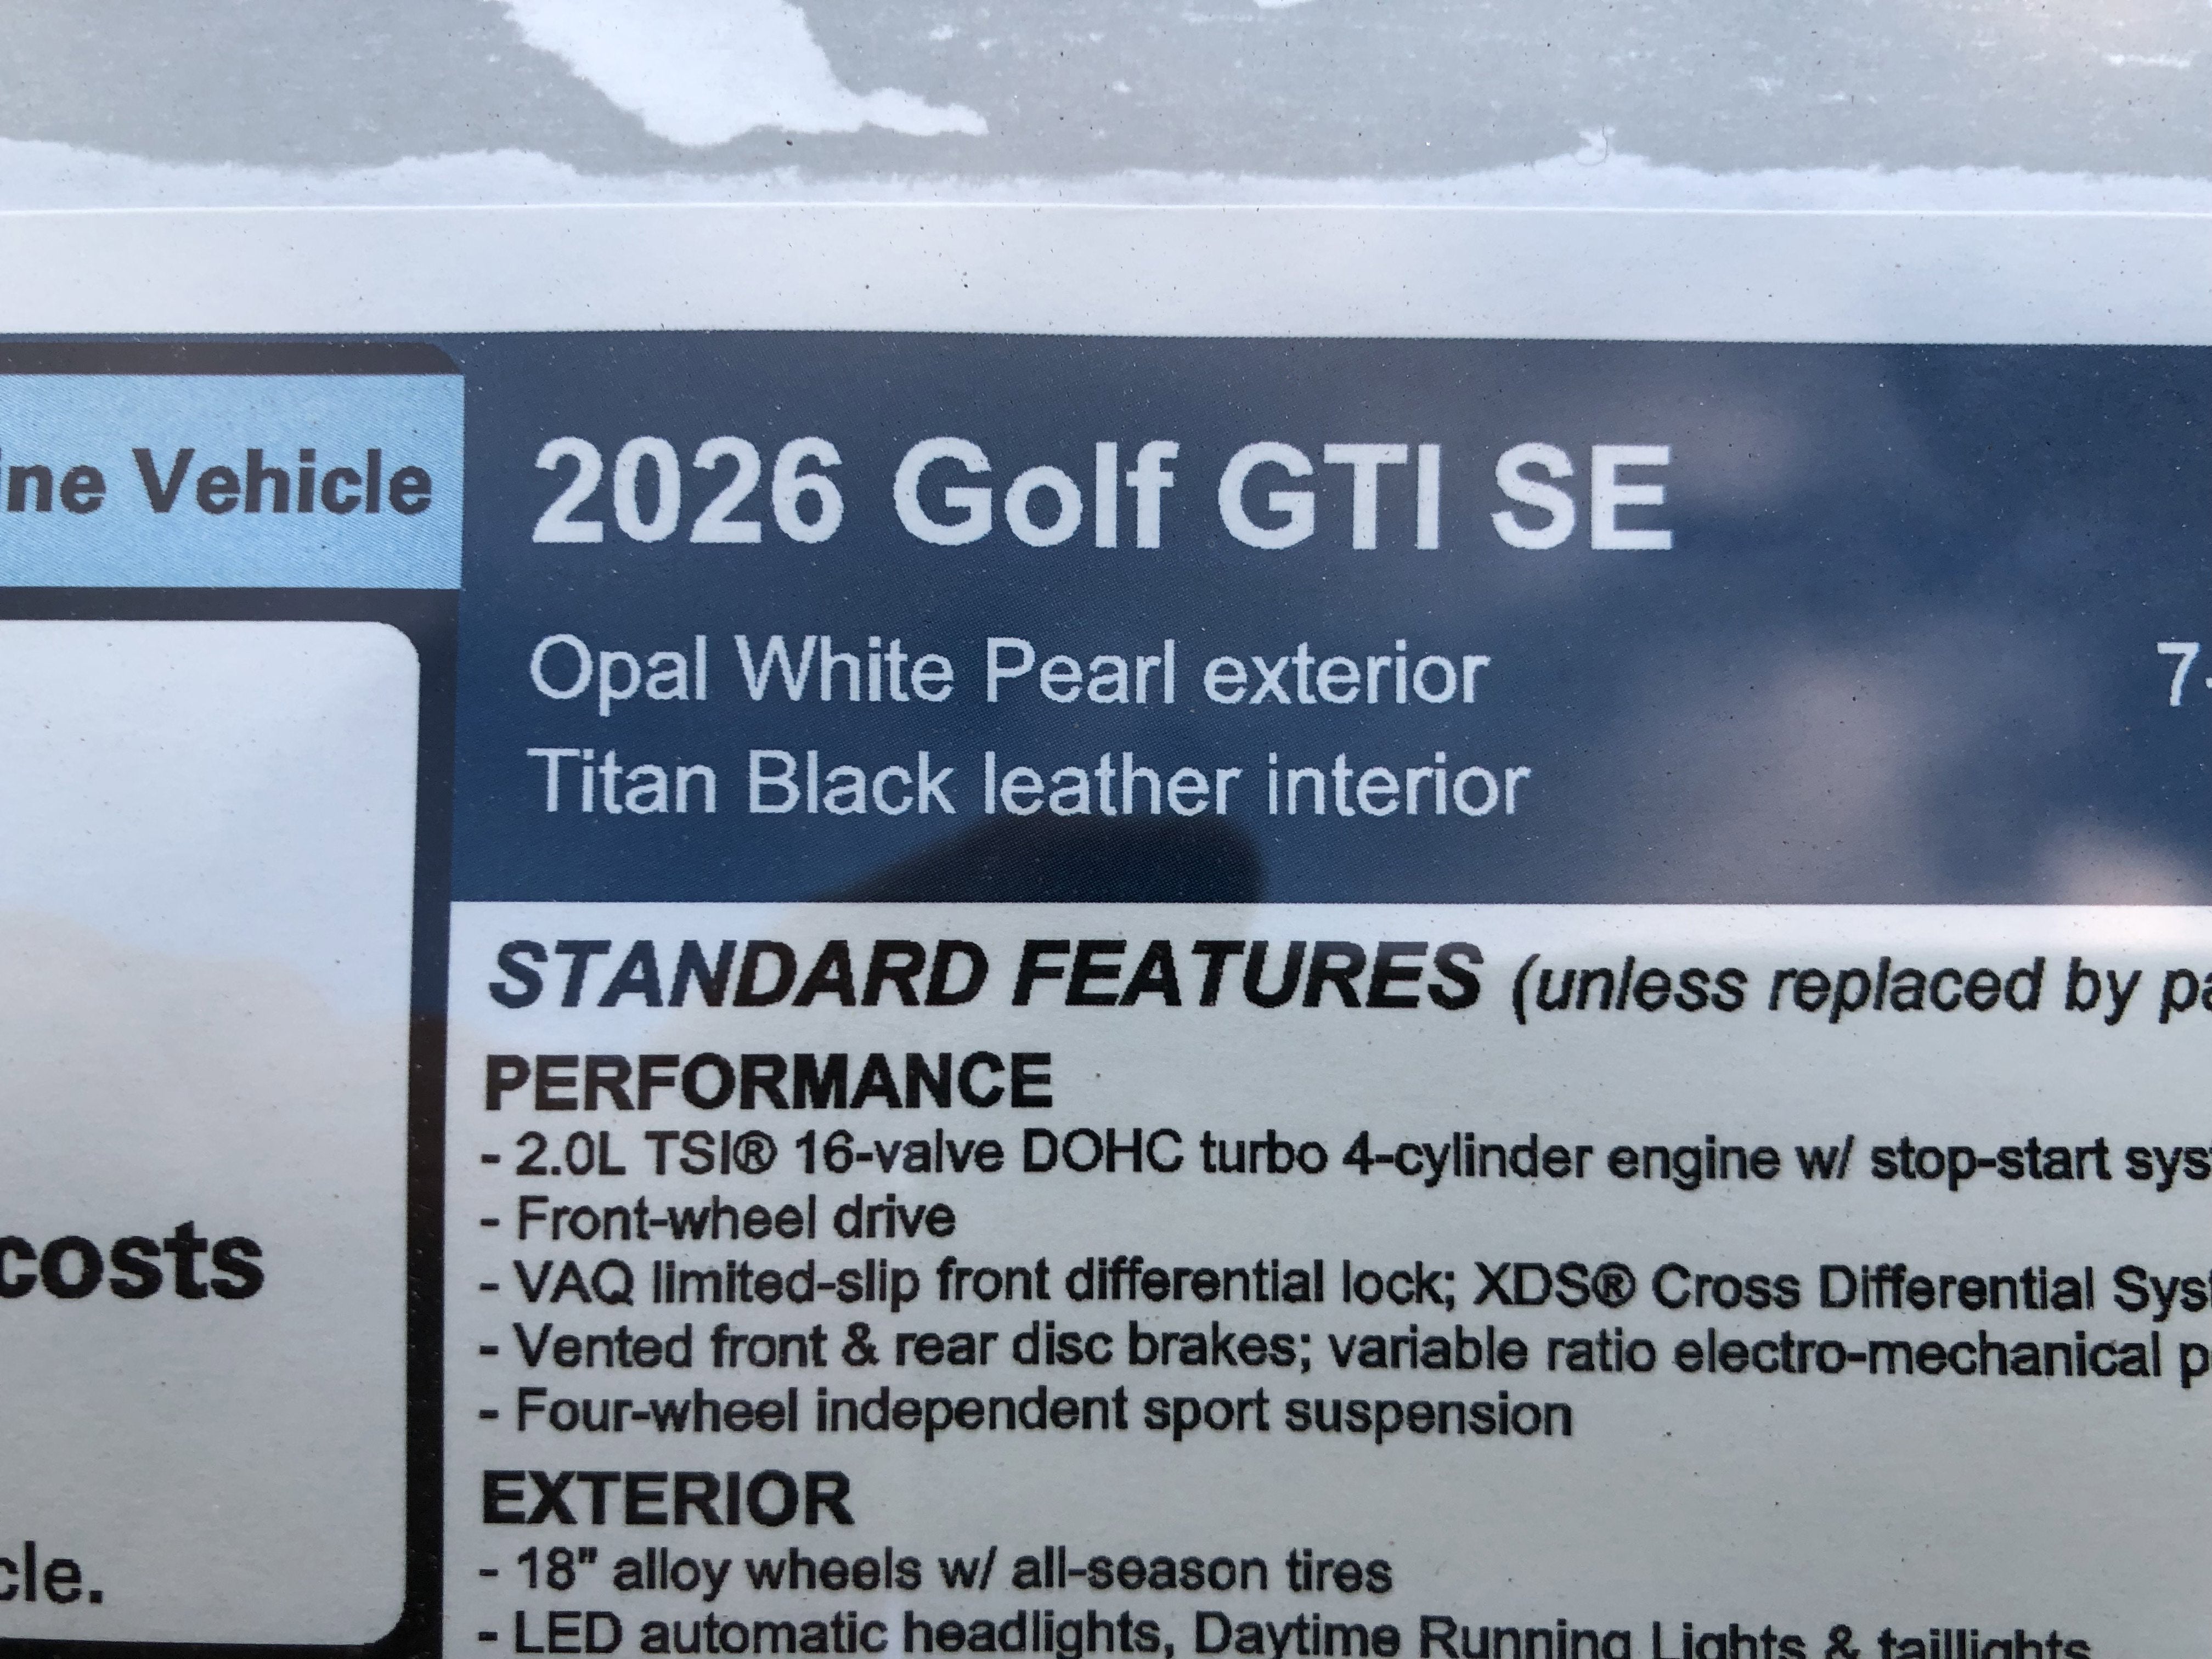 Vehicle
2026 Golf GTI SE
Opal White Pearl exterior
7-
Titan Black leather interior
STANDARD FEATURES (unless replaced by
PERFORMANCE
- 2.0L TSI® 16-valve DOHC turbo 4-cylinder engine w/ stop-start
- Front-wheel drive
costs
- VAQ limited-slip front differential lock; XDS® Cross Differential
- Vented front & rear disc brakes; variable ratio electro-mechanical
- Four-wheel independent sport suspension
EXTERIOR
- 18" alloy wheels w/ all-season tires
- LED automatic headlights, Daytime Running Lights & taillights